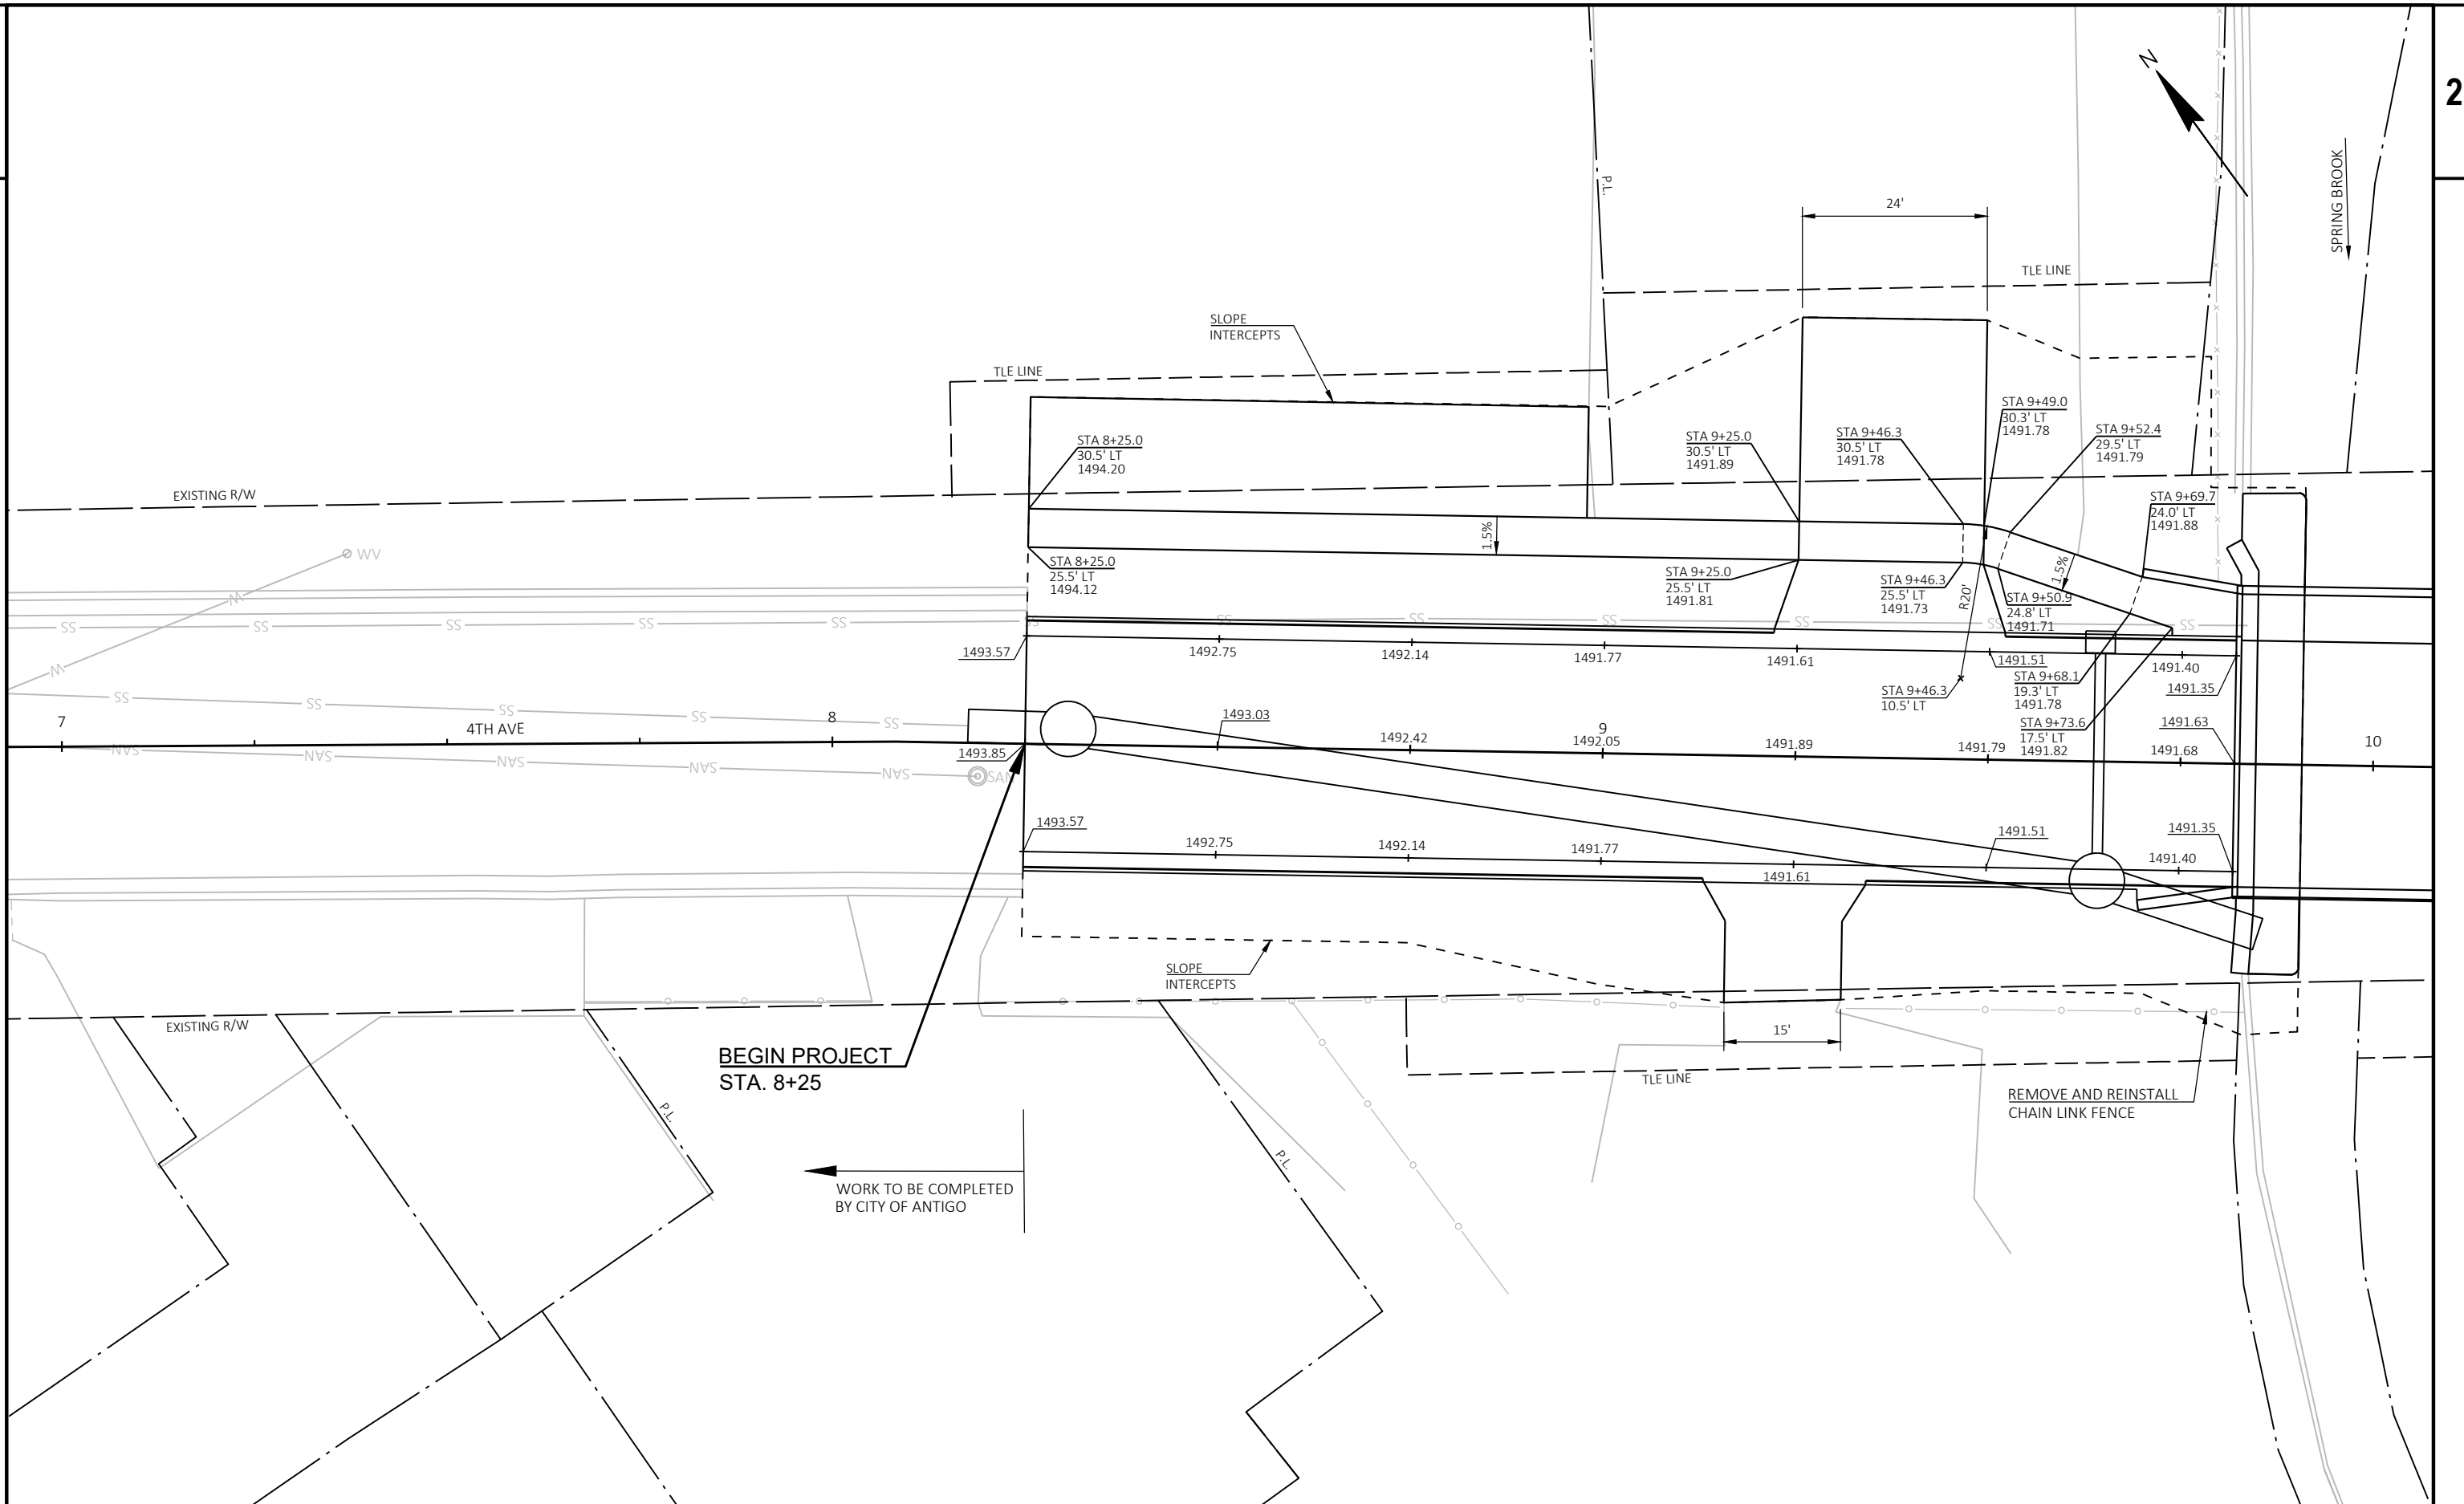 2
N
SPRING BROOK
P.L.
24'
TLE LINE
SLOPE
INTERCEPTS
TLE LINE
STA 9+49.0
30.3' LT
1491.78
STA 8+25.0
30.5' LT
1494.20
STA 9+25.0
30.5' LT
1491.89
STA 9+46.3
30.5' LT
1491.78
STA 9+52.4
29.5' LT
1491.79
EXISTING R/W
STA 9+69.7
24.0' LT
1491.88
1.5%
WV
W
STA 8+25.0
25.5' LT
1494.12
STA 9+25.0
25.5' LT
1491.81
STA 9+46.3
25.5' LT
1491.73
R20'
1.5%
STA 9+50.9
24.8' LT
1491.71
SS
SS
SS
SS
SS
SS
SS
SS
SS
SS
SS
SS
1493.57
1492.75
1492.14
1491.77
1491.61
1491.51
1491.40
W
STA 9+46.3
10.5' LT
STA 9+68.1
19.3' LT
1491.78
1491.35
SS
SS
SS
SS
SS
7
4TH AVE
8
1493.03
9
STA 9+73.6
17.5' LT
1491.82
1491.63
10
1493.85
1492.42
1492.05
1491.89
1491.79
1491.68
SAN
SAN
SAN
SAN
SAN
SAN
1493.57
1492.75
1492.14
1491.77
1491.61
1491.51
1491.35
1491.40
SLOPE
INTERCEPTS
EXISTING R/W
15'
BEGIN PROJECT
STA. 8+25
TLE LINE
REMOVE AND REINSTALL
CHAIN LINK FENCE
P.L.
P.L.
WORK TO BE COMPLETED
BY CITY OF ANTIGO